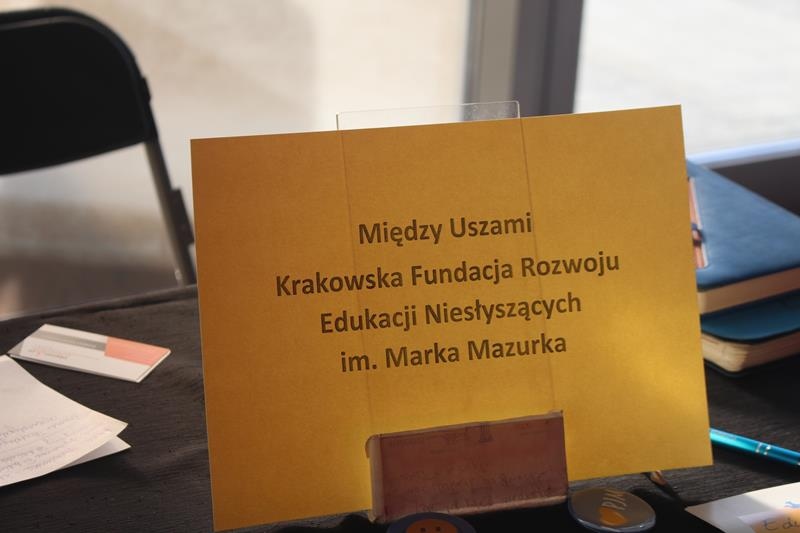 Między Uszami
Krakowska Fundacja Rozwoju
Edukacji Niesłyszących
im. Marka Mazurka